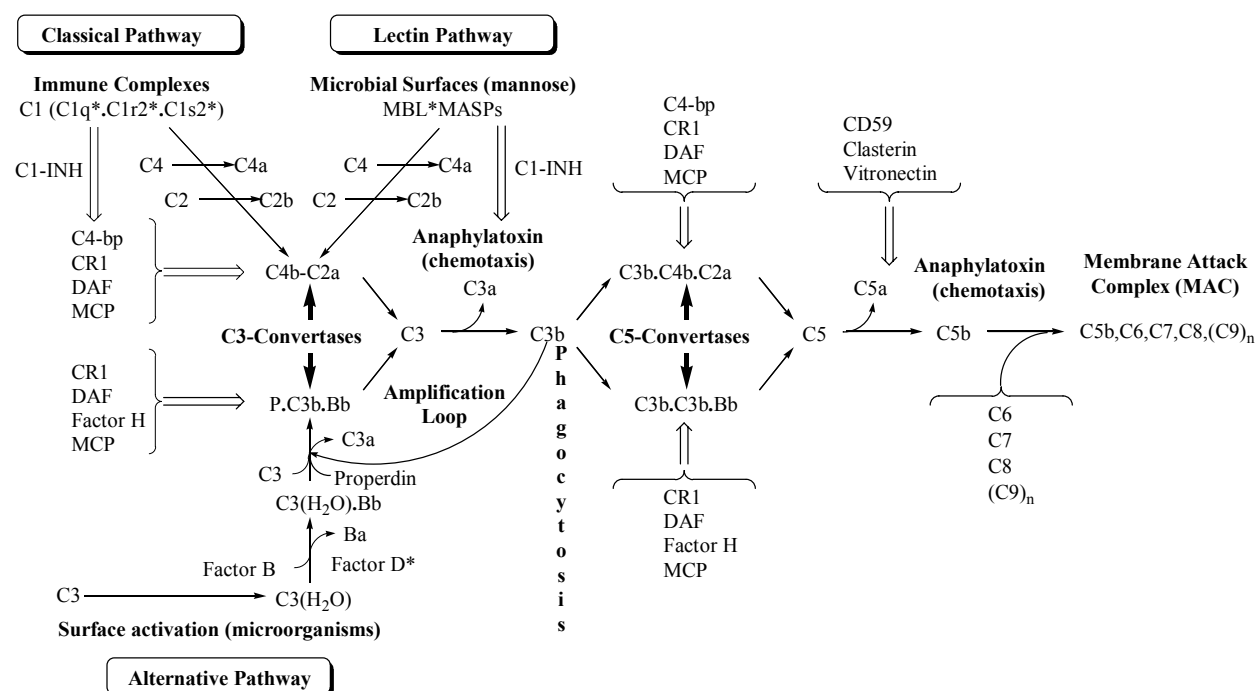 Classical Pathway
Lectin Pathway
Immune Complexes
C1 (C1q*.C1r2*.C1s2*)
Microbial Surfaces (mannose)
MBL*MASPs
C1-INH
C4
C4a
C2
C2b
C4
C4a
C2
C2b
C1-INH
C4-bp
CR1
DAF
MCP
C4b-C2a
Anaphylatoxin
(chemotaxis)
C3a
C3-Convertases
C3
C3b
CR1
DAF
Factor H
MCP
P.C3b.Bb
Amplification
Loop
C3a
C3
Properdin
C3(H₂O).Bb
Ba
Factor B
Factor D*
C3
C3(H₂O)
Surface activation (microorganisms)
Alternative Pathway
Phagocytosis
C4-bp
CR1
DAF
MCP
C3b.C4b.C2a
C5-Convertases
C3b.C3b.Bb
CR1
DAF
Factor H
MCP
CD59
Clasterin
Vitronectin
C5a
C5
Anaphylatoxin
(chemotaxis)
C5b
C6
C7
C8
(C9)n
Membrane Attack
Complex (MAC)
C5b,C6,C7,C8,(C9)n